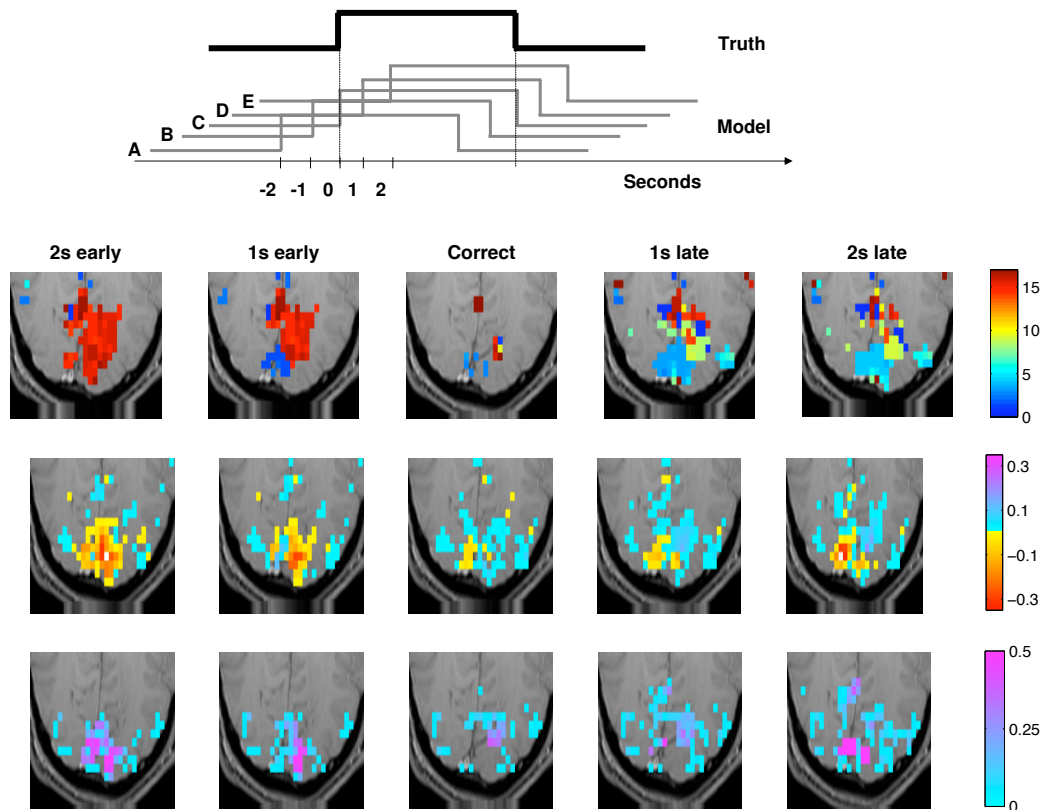 Truth
E
D
C
B
A
Model
-2 -1 0 1 2
Seconds
2s early 1s early Correct 1s late 2s late
15
10
5
0
0.3
0.1
−0.1
−0.3
0.5
0.25
0